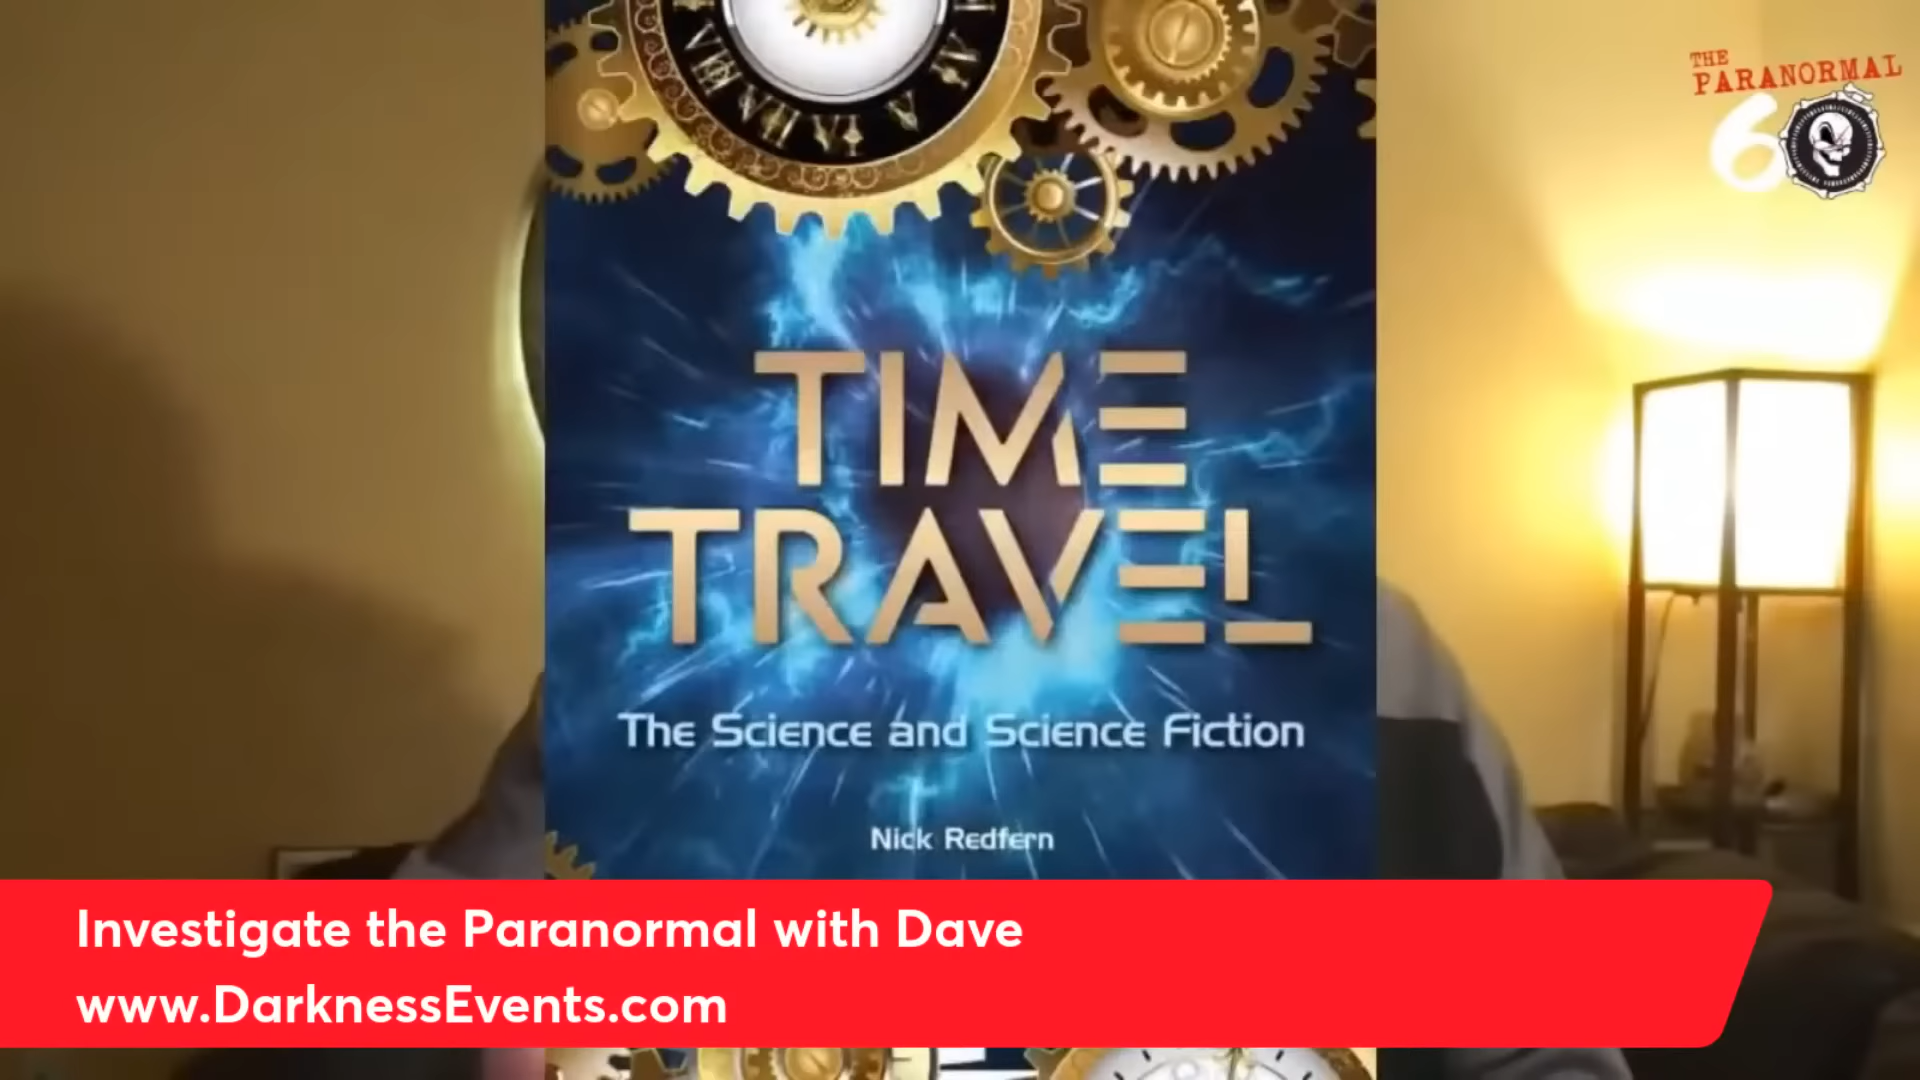 THE
PARANORMAL
60
TIME
TRAVEL
The Science and Science Fiction
Nick Redfern
Investigate the Paranormal with Dave
www.DarknessEvents.com